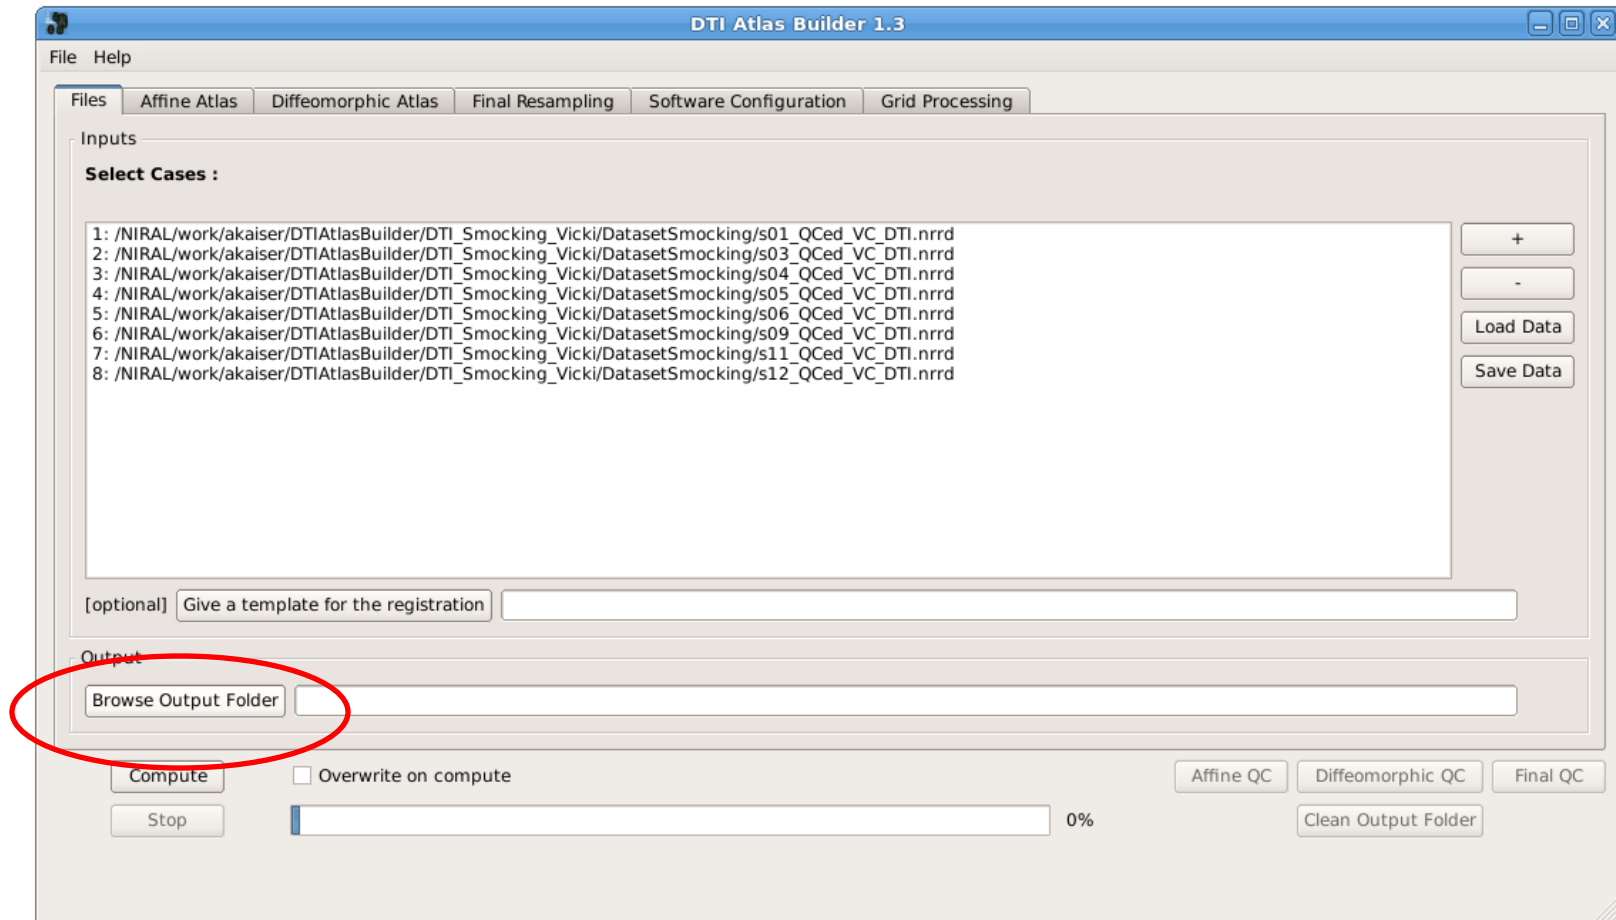 DTI Atlas Builder 1.3
File Help
Files Affine Atlas Diffeomorphic Atlas Final Resampling Software Configuration Grid Processing
Inputs
Select Cases :
1: /NIRAL/work/akaiser/DTIAtlasBuilder/DTI_Smocking_Vicki/DatasetSmocking/s01_QCed_VC_DTI.nrrd
2: /NIRAL/work/akaiser/DTIAtlasBuilder/DTI_Smocking_Vicki/DatasetSmocking/s03_QCed_VC_DTI.nrrd
3: /NIRAL/work/akaiser/DTIAtlasBuilder/DTI_Smocking_Vicki/DatasetSmocking/s04_QCed_VC_DTI.nrrd
4: /NIRAL/work/akaiser/DTIAtlasBuilder/DTI_Smocking_Vicki/DatasetSmocking/s05_QCed_VC_DTI.nrrd
5: /NIRAL/work/akaiser/DTIAtlasBuilder/DTI_Smocking_Vicki/DatasetSmocking/s06_QCed_VC_DTI.nrrd
6: /NIRAL/work/akaiser/DTIAtlasBuilder/DTI_Smocking_Vicki/DatasetSmocking/s09_QCed_VC_DTI.nrrd
7: /NIRAL/work/akaiser/DTIAtlasBuilder/DTI_Smocking_Vicki/DatasetSmocking/s11_QCed_VC_DTI.nrrd
8: /NIRAL/work/akaiser/DTIAtlasBuilder/DTI_Smocking_Vicki/DatasetSmocking/s12_QCed_VC_DTI.nrrd
+
-
Load Data
Save Data
[optional] Give a template for the registration
Output
Browse Output Folder
Compute Overwrite on compute Affine QC Diffeomorphic QC Final QC
Stop 0% Clean Output Folder